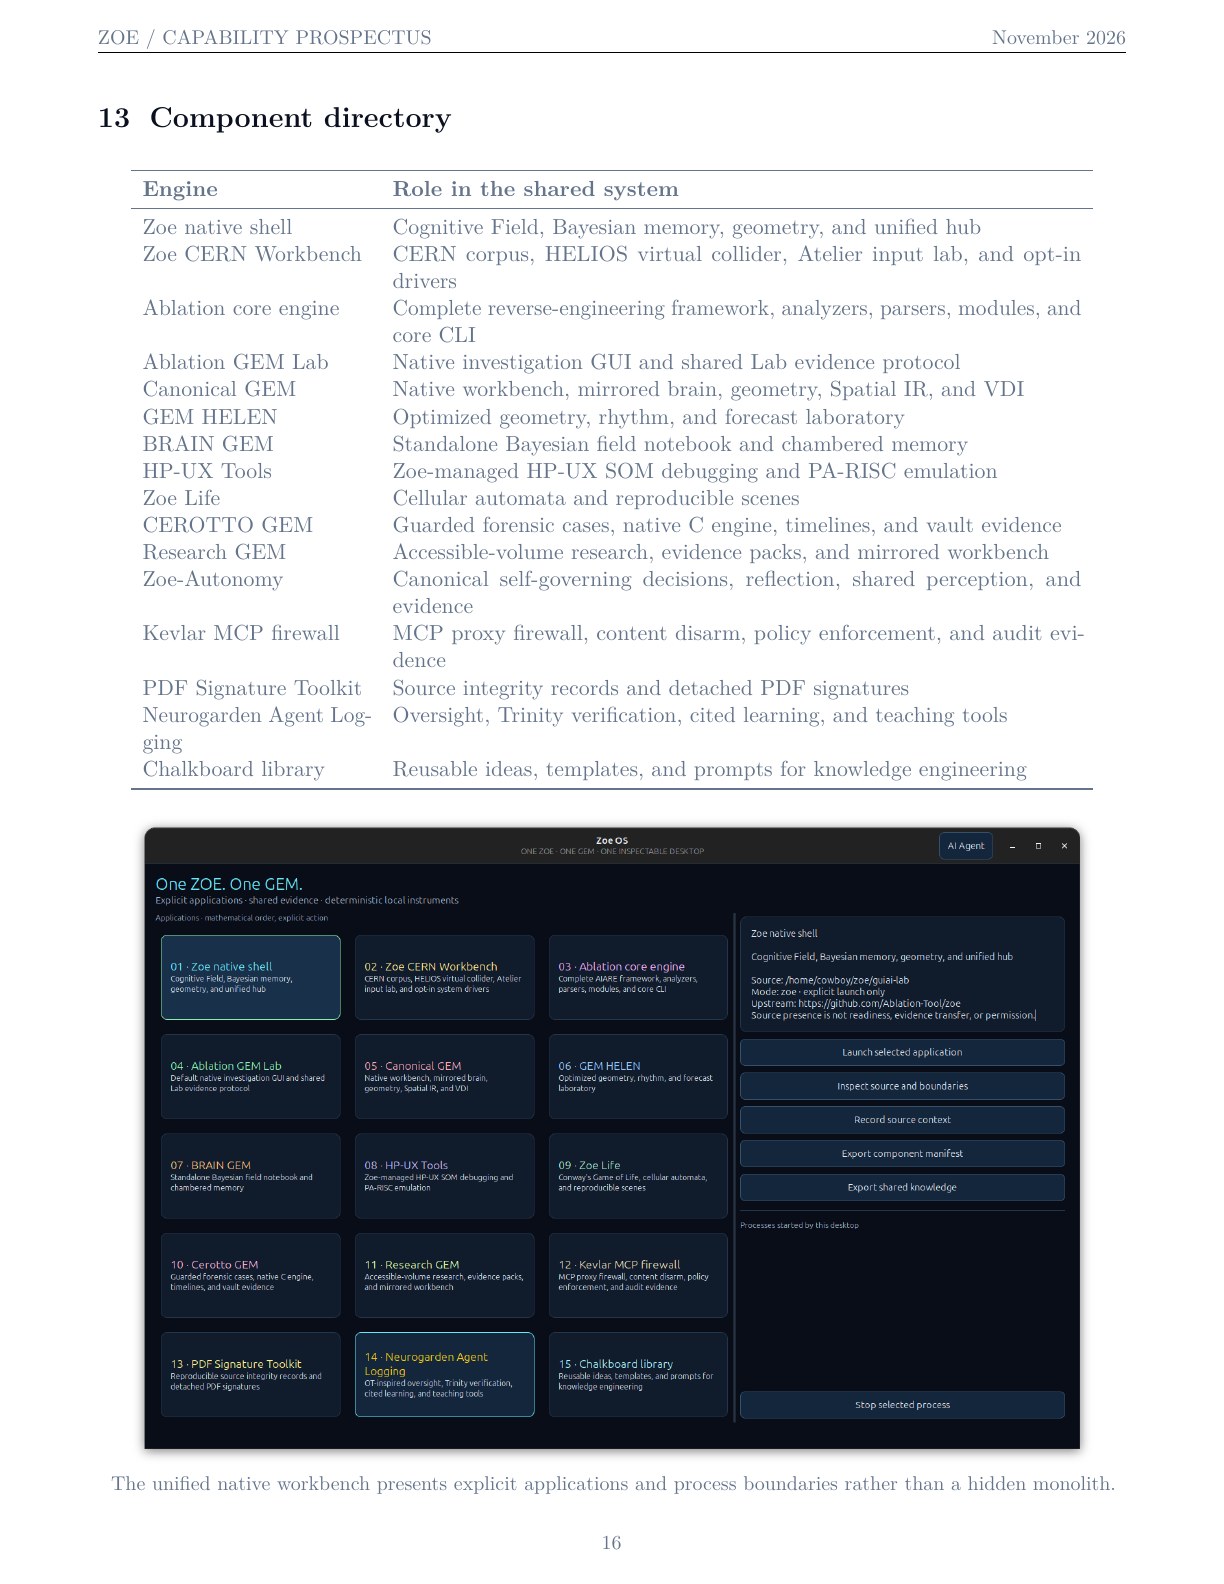 ZOE / CAPABILITY PROSPECTUS November 2026
13 Component directory
Engine Role in the shared system
Zoe native shell Cognitive Field, Bayesian memory, geometry, and unified hub
Zoe CERN Workbench CERN corpus, HELIOS virtual collider, Atelier input lab, and opt-in
drivers
Ablation core engine Complete reverse-engineering framework, analyzers, parsers, modules, and
core CLI
Ablation GEM Lab Native investigation GUI and shared Lab evidence protocol
Canonical GEM Native workbench, mirrored brain, geometry, Spatial IR, and VDI
GEM HELEN Optimized geometry, rhythm, and forecast laboratory
BRAIN GEM Standalone Bayesian field notebook and chambered memory
HP-UX Tools Zoe-managed HP-UX SOM debugging and PA-RISC emulation
Zoe Life Cellular automata and reproducible scenes
CEROTTO GEM Guarded forensic cases, native C engine, timelines, and vault evidence
Research GEM Accessible-volume research, evidence packs, and mirrored workbench
Zoe-Autonomy Canonical self-governing decisions, reflection, shared perception, and
evidence
Kevlar MCP firewall MCP proxy firewall, content disarm, policy enforcement, and audit evi-
dence
PDF Signature Toolkit Source integrity records and detached PDF signatures
Neurogarden Agent Log- Oversight, Trinity verification, cited learning, and teaching tools
ging
Chalkboard library Reusable ideas, templates, and prompts for knowledge engineering
Zoe OS
ONE ZOE · ONE GEM · ONE INSPECTABLE DESKTOP
AI Agent
One ZOE. One GEM.
Explicit applications · shared evidence · deterministic local instruments
Applications · mathematical order, explicit action
01 · Zoe native shell
Cognitive Field, Bayesian memory,
geometry, and unified hub
02 · Zoe CERN Workbench
CERN corpus, HELIOS virtual collider, Atelier
input lab, and opt-in system drivers
03 · Ablation core engine
Complete AIARE framework, analyzers,
parsers, modules, and core CLI
04 · Ablation GEM Lab
Default native investigation GUI and shared
Lab evidence protocol
05 · Canonical GEM
Native workbench, mirrored brain,
geometry, Spatial IR, and VDI
06 · GEM HELEN
Optimized geometry, rhythm, and forecast
laboratory
07 · BRAIN GEM
Standalone Bayesian field notebook and
chambered memory
08 · HP-UX Tools
Zoe-managed HP-UX SOM debugging and
PA-RISC emulation
09 · Zoe Life
Conway's Game of Life, cellular automata,
and reproducible scenes
10 · Cerotto GEM
Guarded forensic cases, native C engine,
timelines, and vault evidence
11 · Research GEM
Accessible-volume research, evidence packs,
and mirrored workbench
12 · Kevlar MCP firewall
MCP proxy firewall, content disarm, policy
enforcement, and audit evidence
13 · PDF Signature Toolkit
Reproducible source integrity records and
detached PDF signatures
14 · Neurogarden Agent
Logging
OT-inspired oversight, Trinity verification,
cited learning, and teaching tools
15 · Chalkboard library
Reusable ideas, templates, and prompts for
knowledge engineering
Zoe native shell
Cognitive Field, Bayesian memory, geometry, and unified hub
Source: /home/cowboy/zoe/guiai-lab
Mode: zoe · explicit launch only
Upstream: https://github.com/Ablation-Tool/zoe
Source presence is not readiness, evidence transfer, or permission.
Launch selected application
Inspect source and boundaries
Record source context
Export component manifest
Export shared knowledge
Processes started by this desktop
Stop selected process
The unified native workbench presents explicit applications and process boundaries rather than a hidden monolith.
16